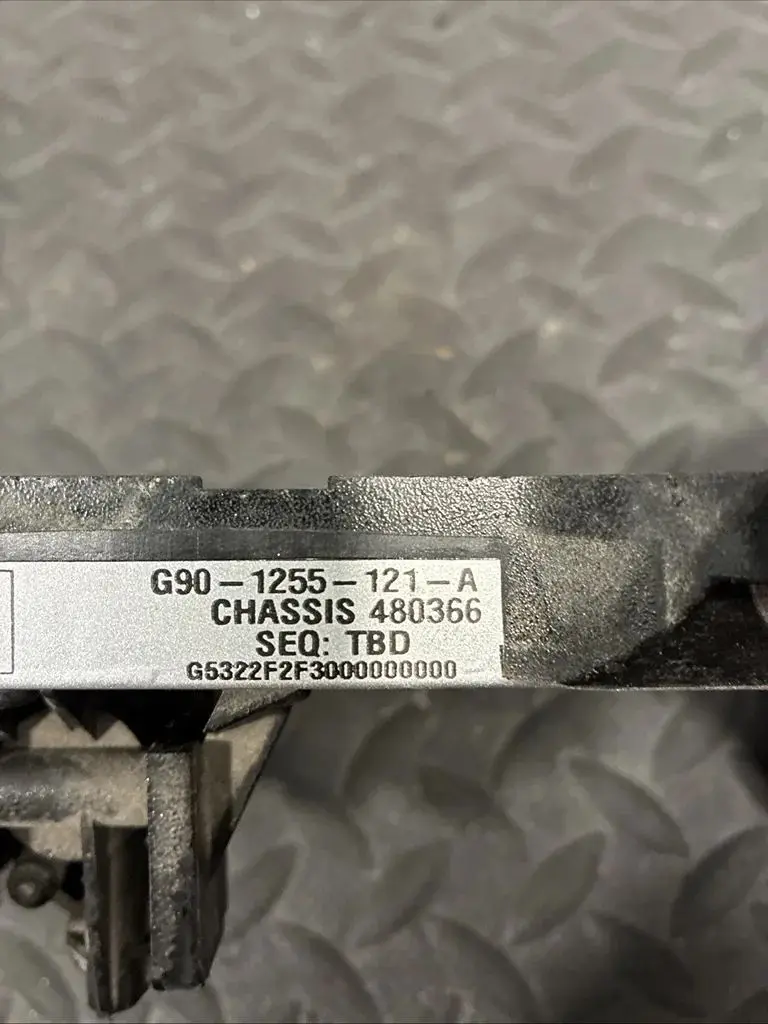 G90-1255-121-A
CHASSIS 480366
SEQ: TBD
G5322F2F3000000000